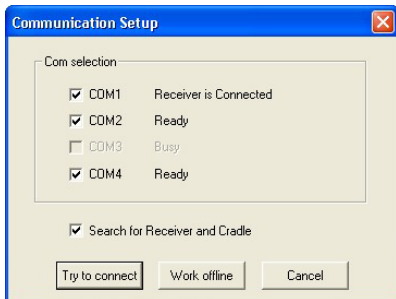 Communication Setup
Com selection
COM1 Receiver is Connected
COM2 Ready
COM3 Busy
COM4 Ready
Search for Receiver and Cradle
Try to connect Work offline Cancel